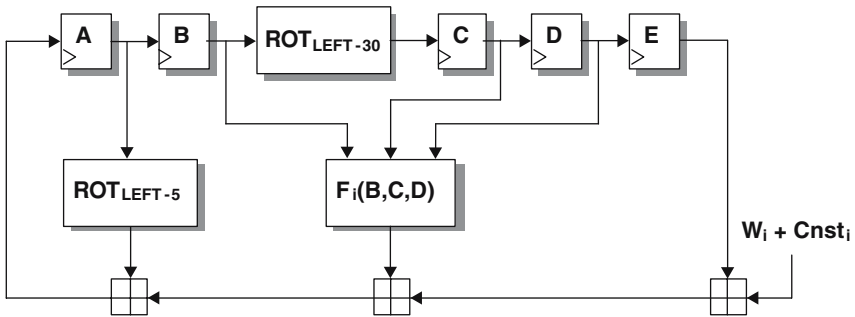 A
B
ROTLEFT-30
C
D
E
ROTLEFT-5
Fi(B,C,D)
Wi + Cnsti